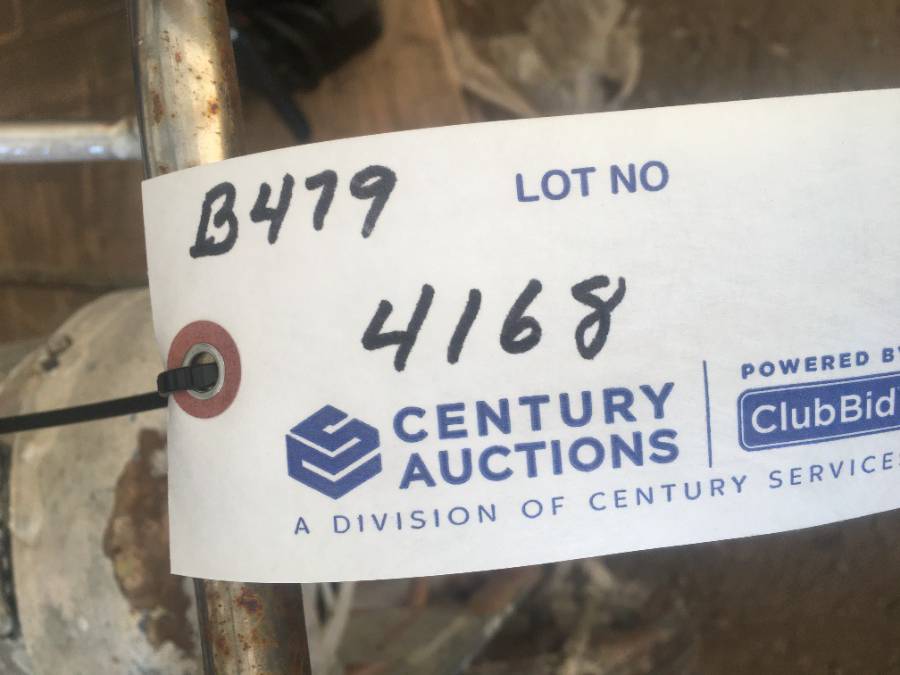 B479
LOT NO
4168
CENTURY
AUCTIONS
POWERED BY
ClubBid
A DIVISION OF CENTURY SERVICES